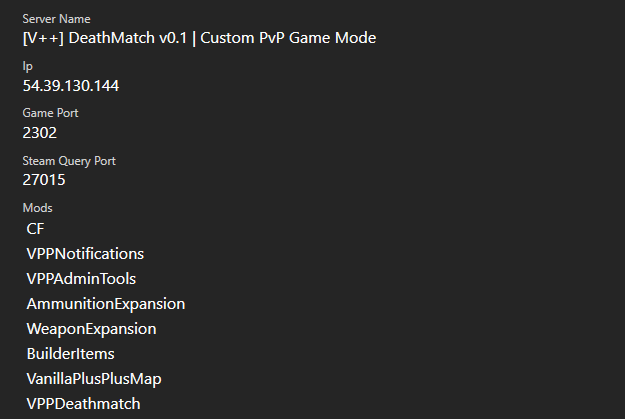 Server Name
[V++] DeathMatch v0.1 | Custom PvP Game Mode
Ip
54.39.130.144
Game Port
2302
Steam Query Port
27015
Mods
CF
VPPNotifications
VPPAdminTools
AmmunitionExpansion
WeaponExpansion
BuilderItems
VanillaPlusPlusMap
VPPDeathmatch